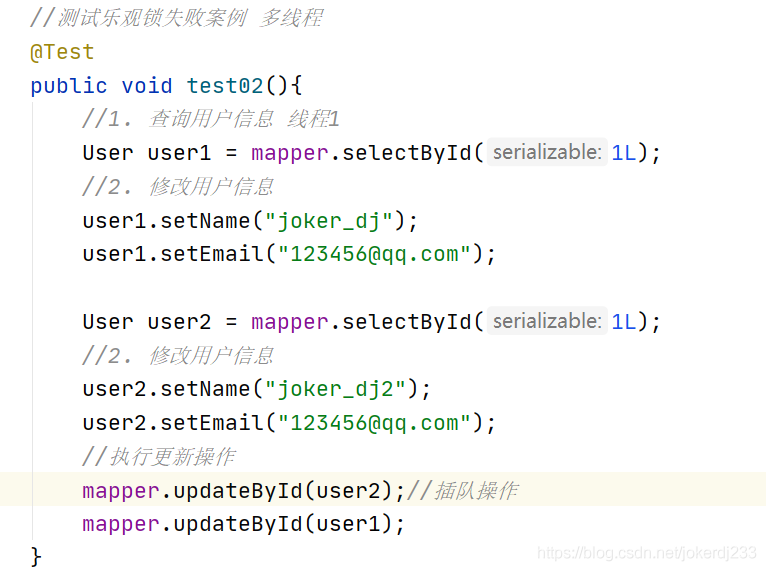 //测试乐观锁失败案例 多线程
@Test
public void test02(){
//1. 查询用户信息 线程1
User user1 = mapper.selectById( serializable: 1L);
//2. 修改用户信息
user1.setName("joker_dj");
user1.setEmail("123456@qq.com");
User user2 = mapper.selectById( serializable: 1L);
//2. 修改用户信息
user2.setName("joker_dj2");
user2.setEmail("123456@qq.com");
//执行更新操作
mapper.updateById(user2);//插队操作
mapper.updateById(user1);
}
https://blog.csdn.net/jokerdj233